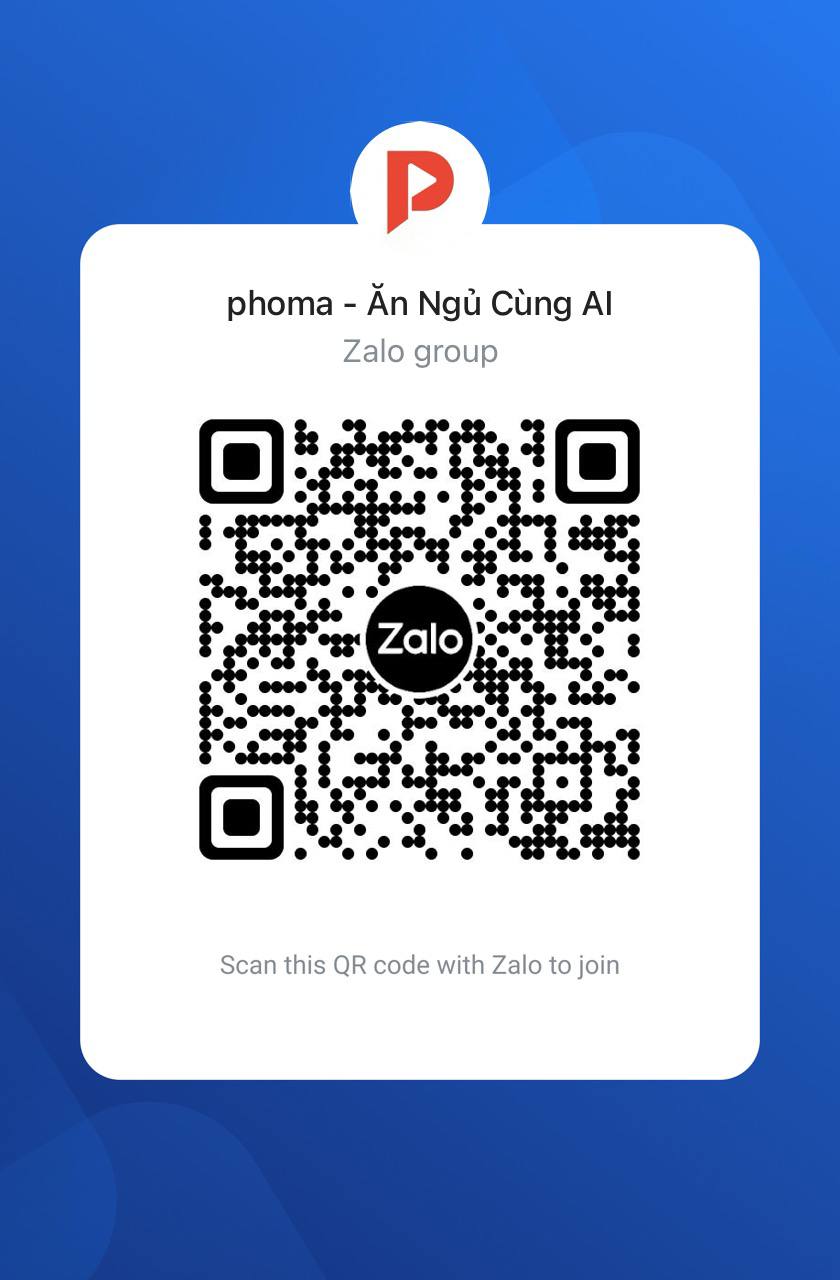 phoma - Ăn Ngủ Cùng AI
Zalo group
Zalo
Scan this QR code with Zalo to join